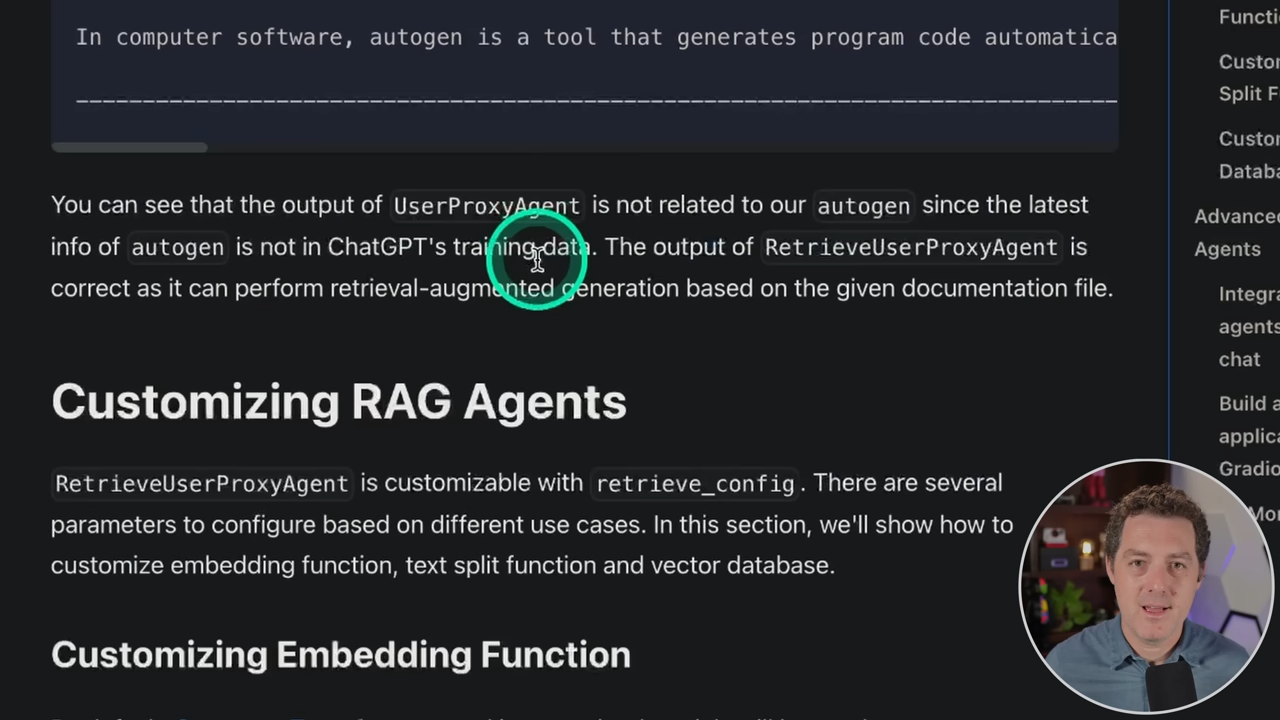 In computer software, autogen is a tool that generates program code automatica
You can see that the output of UserProxyAgent is not related to our autogen since the latest
info of autogen is not in ChatGPT's training data. The output of RetrieveUserProxyAgent is
correct as it can perform retrieval-augmented generation based on the given documentation file.
Customizing RAG Agents
RetrieveUserProxyAgent is customizable with retrieve_config. There are several
parameters to configure based on different use cases. In this section, we'll show how to
customize embedding function, text split function and vector database.
Customizing Embedding Function
Functi
Custo
Split F
Custo
Databa
Advance
Agents
Integra
agents
chat
Build a
applica
Gradio
Mo